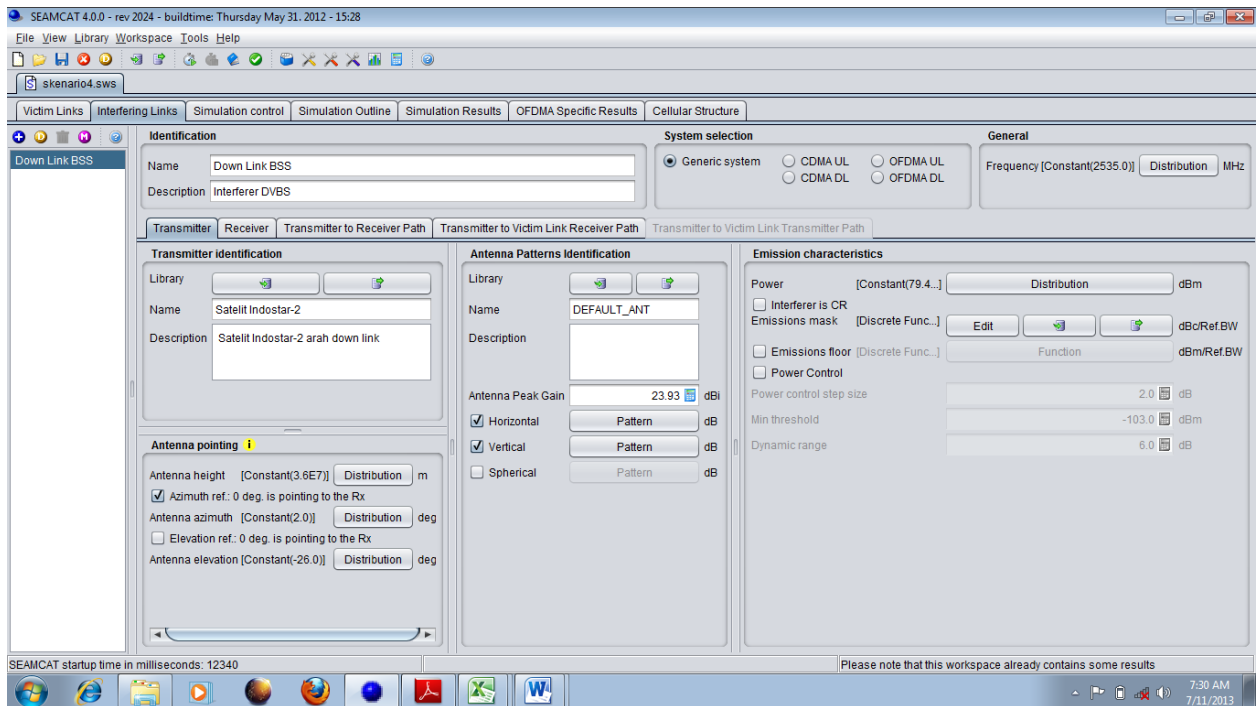 SEAMCAT 4.0.0 - rev 2024 - buildtime: Thursday May 31. 2012 - 15:28
File View Library Workspace Tools Help
skenario4.sws
Victim Links Interfering Links Simulation control Simulation Outline Simulation Results OFDMA Specific Results Cellular Structure
Down Link BSS
Identification
Name Down Link BSS
Description Interferer DVBS
System selection
Generic system CDMA UL OFDMA UL
CDMA DL OFDMA DL
General
Frequency [Constant(2535.0)] Distribution MHz
Transmitter Receiver Transmitter to Receiver Path Transmitter to Victim Link Receiver Path Transmitter to Victim Link Transmitter Path
Transmitter identification
Library
Name Satelit Indostar-2
Description Satelit Indostar-2 arah down link
Antenna pointing i
Antenna height [Constant(3.6E7)] Distribution m
Azimuth ref.: 0 deg. is pointing to the Rx
Antenna azimuth [Constant(2.0)] Distribution deg
Elevation ref.: 0 deg. is pointing to the Rx
Antenna elevation [Constant(-26.0)] Distribution deg
Antenna Patterns Identification
Library
Name DEFAULT_ANT
Description
Antenna Peak Gain 23.93 dBi
Horizontal Pattern dB
Vertical Pattern dB
Spherical Pattern dB
Emission characteristics
Power [Constant(79.4...] Distribution dBm
Interferer is CR
Emissions mask [Discrete Func...] Edit dBc/Ref.BW
Emissions floor [Discrete Func...] Function dBm/Ref.BW
Power Control
Power control step size 2.0 dB
Min threshold -103.0 dBm
Dynamic range 6.0 dB
SEAMCAT startup time in milliseconds: 12340
Please note that this workspace already contains some results
7:30 AM
7/11/2013